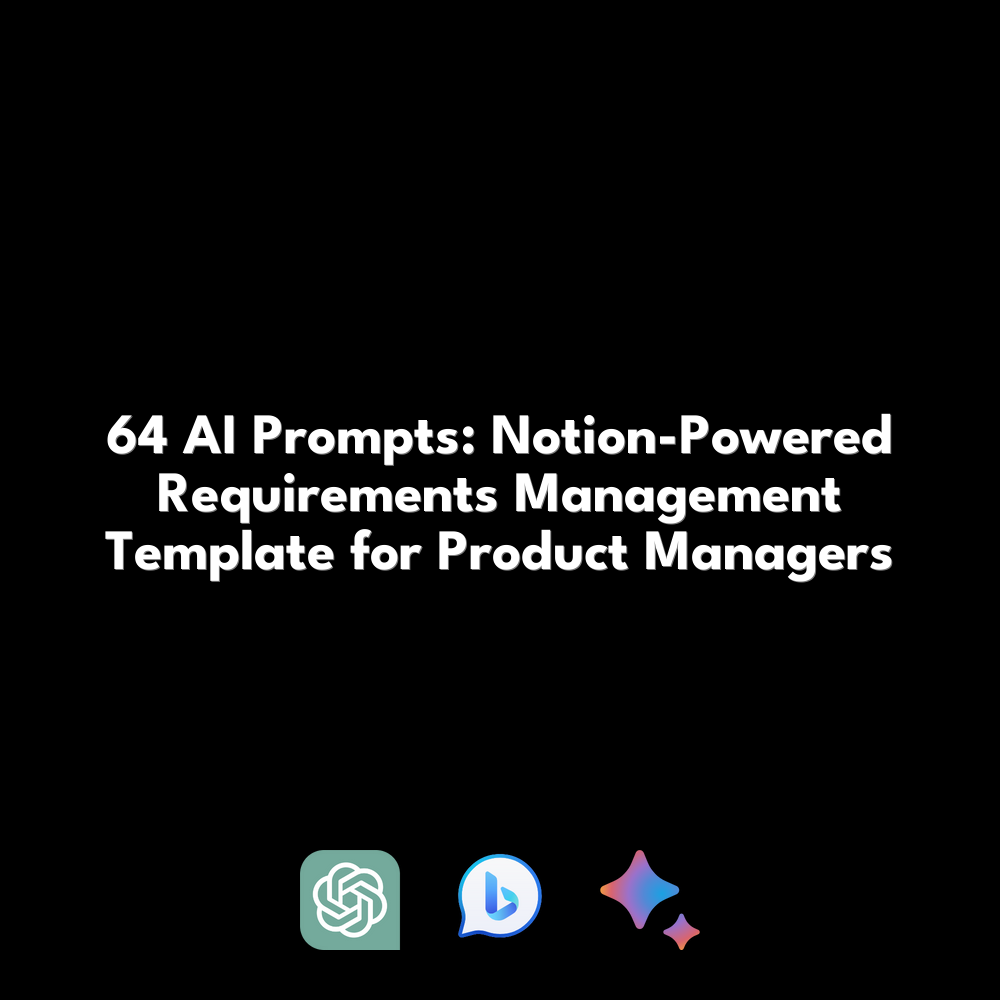 64 AI Prompts: Notion-Powered
Requirements Management
Template for Product Managers